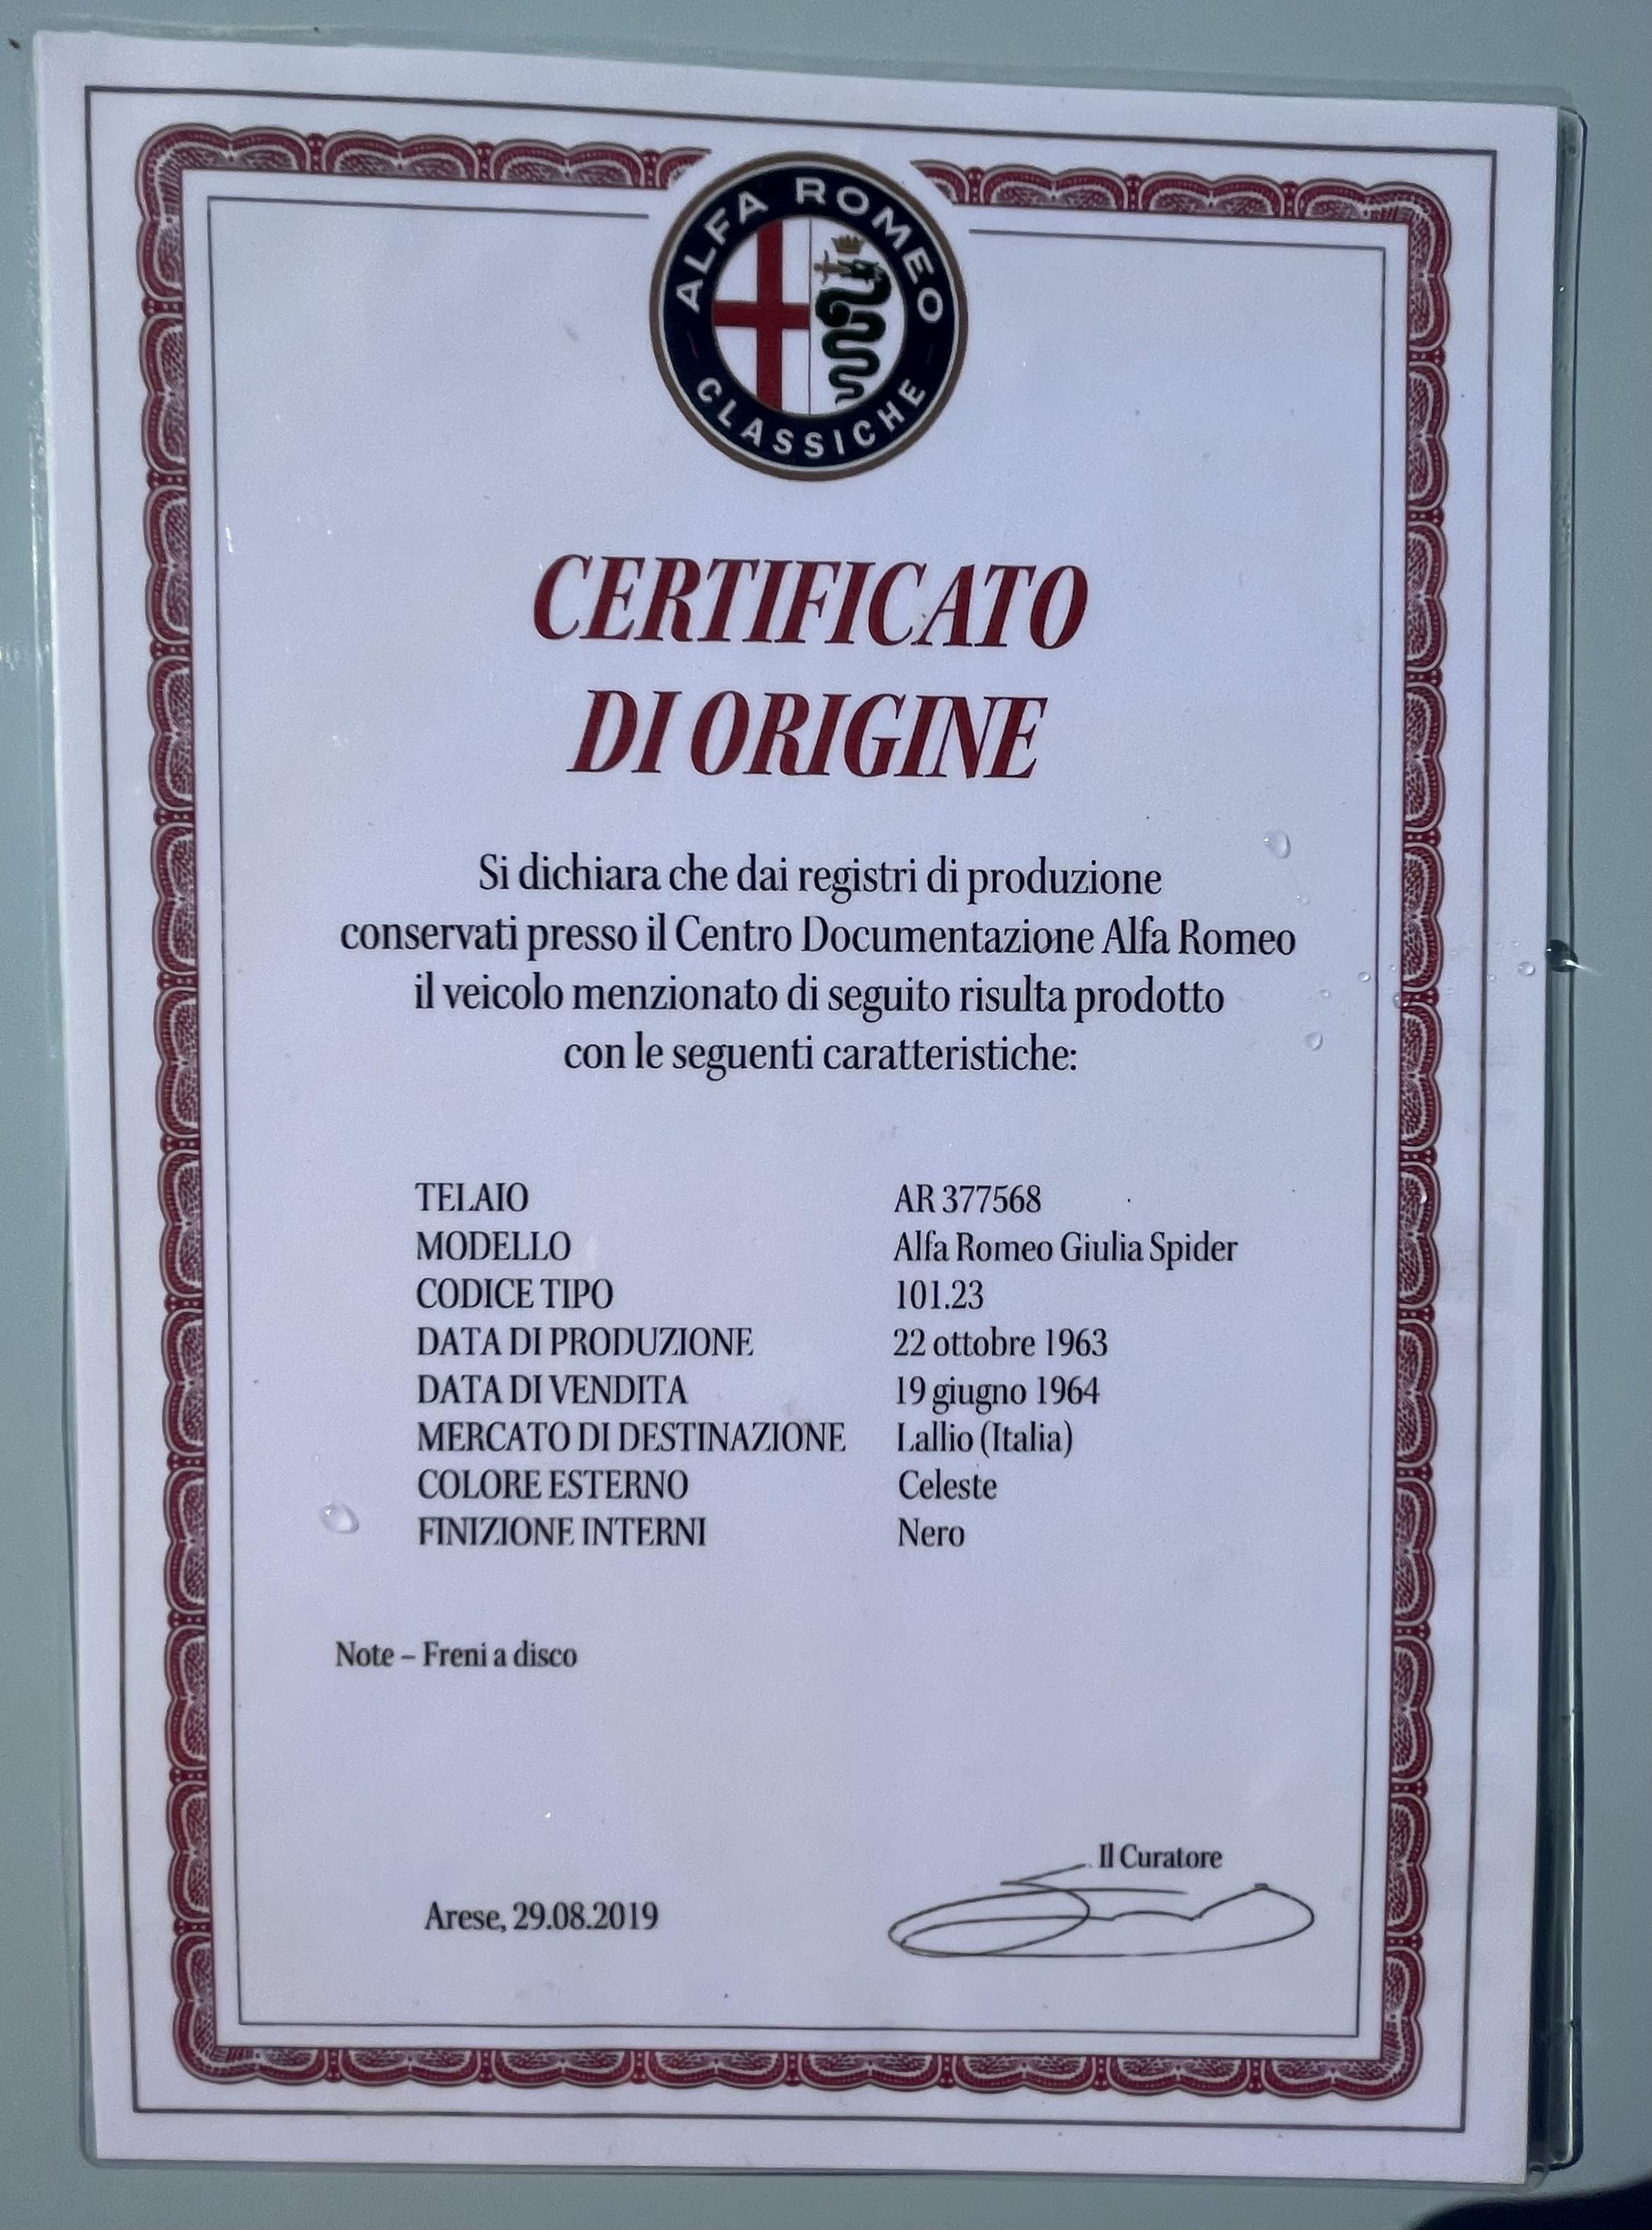 ALFA ROMEO
CLASSICHE
CERTIFICATO
DI ORIGINE
Si dichiara che dai registri di produzione
conservati presso il Centro Documentazione Alfa Romeo
il veicolo menzionato di seguito risulta prodotto
con le seguenti caratteristiche:
TELAIO AR 377568
MODELLO Alfa Romeo Giulia Spider
CODICE TIPO 101.23
DATA DI PRODUZIONE 22 ottobre 1963
DATA DI VENDITA 19 giugno 1964
MERCATO DI DESTINAZIONE Lallio (Italia)
COLORE ESTERNO Celeste
FINIZIONE INTERNI Nero
Note – Freni a disco
Il Curatore
Arese, 29.08.2019